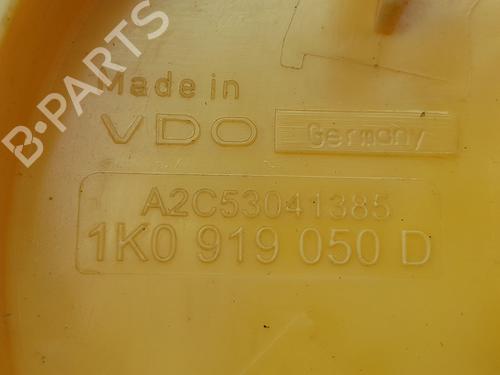 B-PARTS
Made in
VDO Germany
A2C53041385
1K0 919 050 D